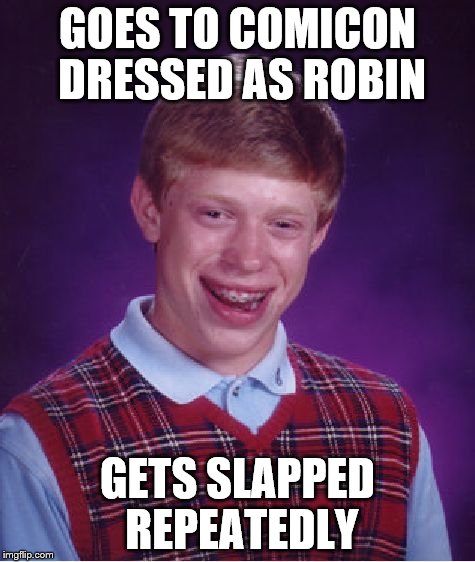 GOES TO COMICON
DRESSED AS ROBIN
GETS SLAPPED
REPEATEDLY
imgflip.com